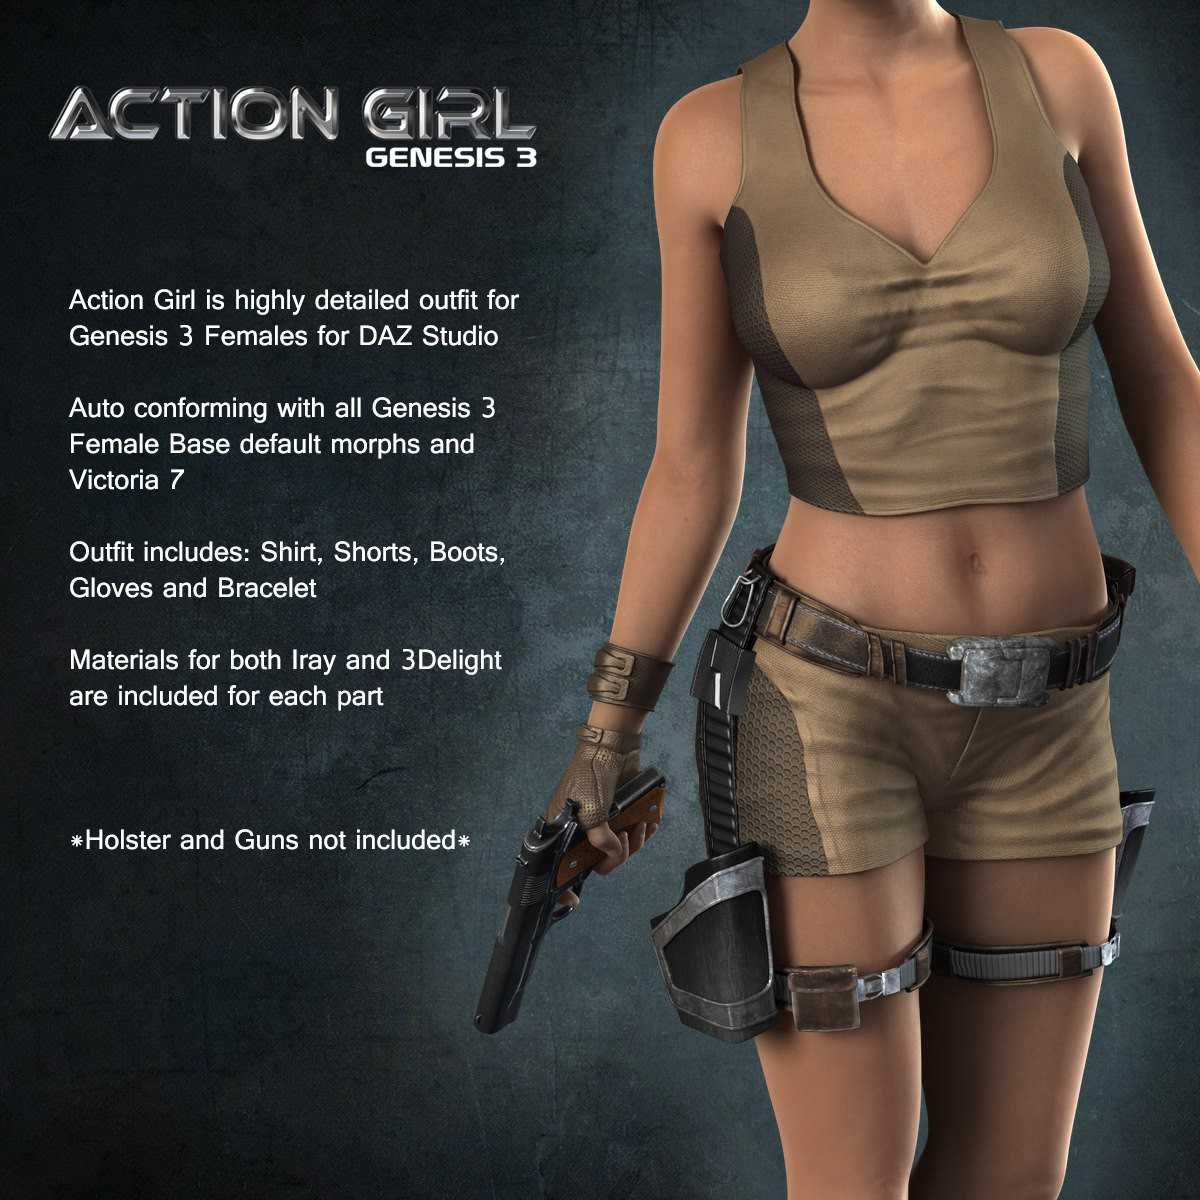 ACTION GIRL
GENESIS 3
Action Girl is highly detailed outfit for
Genesis 3 Females for DAZ Studio
Auto conforming with all Genesis 3
Female Base default morphs and
Victoria 7
Outfit includes: Shirt, Shorts, Boots,
Gloves and Bracelet
Materials for both Iray and 3Delight
are included for each part
*Holster and Guns not included*